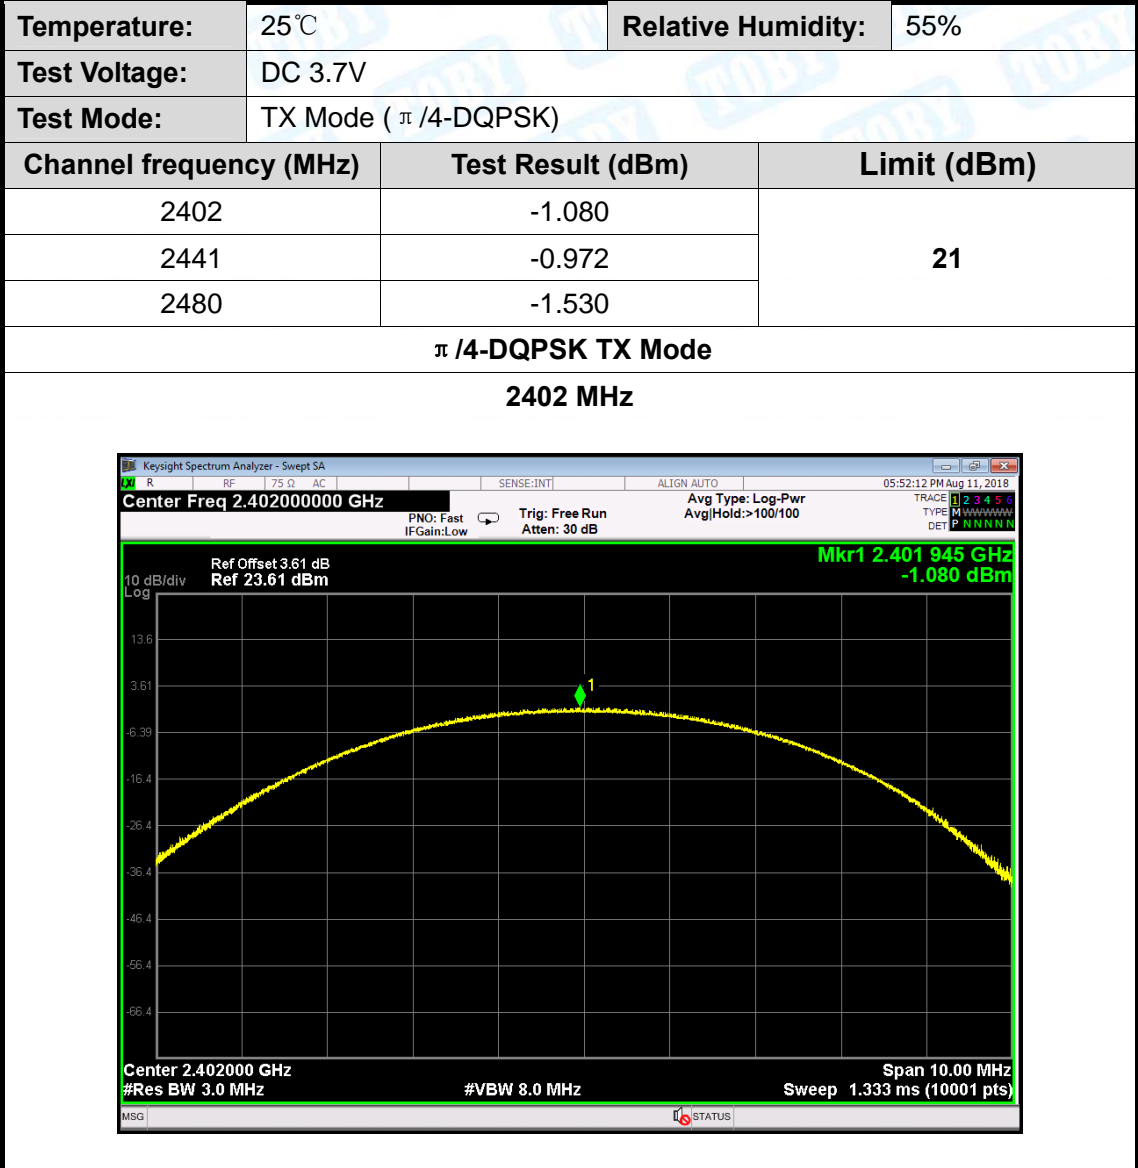 Temperature: 25℃ Relative Humidity: 55%
Test Voltage: DC 3.7V
Test Mode: TX Mode (π/4-DQPSK)
Channel frequency (MHz) Test Result (dBm) Limit (dBm)
2402 -1.080
2441 -0.972 21
2480 -1.530
π/4-DQPSK TX Mode
2402 MHz
Keysight Spectrum Analyzer - Swept SA
LXI R RF 75 Ω AC SENSE:INT ALIGN AUTO 05:52:12 PM Aug 11, 2018
Center Freq 2.402000000 GHz Avg Type: Log-Pwr TRACE 1 2 3 4 5 6
PNO: Fast Trig: Free Run Avg|Hold:>100/100 TYPE M WWWWW
IFGain:Low Atten: 30 dB DET P N N N N N
Mkr1 2.401 945 GHz
Ref Offset 3.61 dB
10 dB/div Ref 23.61 dBm -1.080 dBm
Log
13.6
1
3.61
-6.39
-16.4
-26.4
-36.4
-46.4
-56.4
-66.4
Center 2.402000 GHz Span 10.00 MHz
#Res BW 3.0 MHz #VBW 8.0 MHz Sweep 1.333 ms (10001 pts)
MSG STATUS
TOBY
TOBY
TOBY